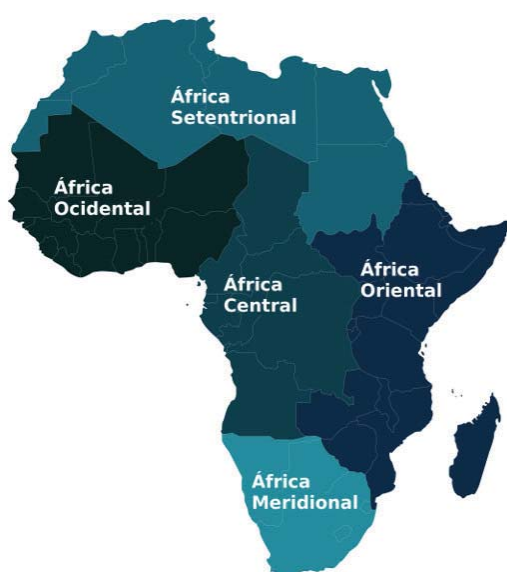 África
Setentrional
África
Ocidental
África
Central
África
Oriental
África
Meridional